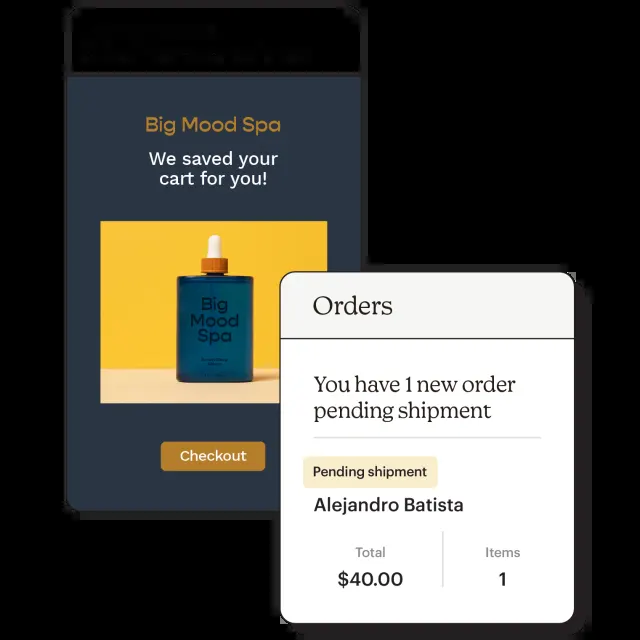 Big Mood Spa
We saved your
cart for you!
Big
Mood
Spa
Checkout
Orders
You have 1 new order
pending shipment
Pending shipment
Alejandro Batista
Total
Items
$40.00
1